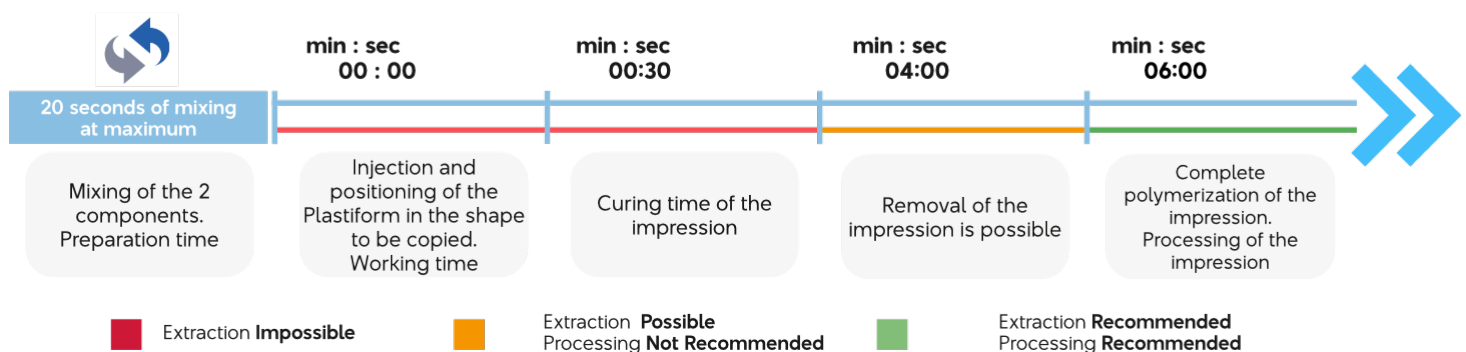 min : sec
00 : 00
min : sec
00:30
min : sec
04:00
min : sec
06:00
20 seconds of mixing
at maximum
Mixing of the 2
components.
Preparation time
Injection and
positioning of the
Plastiform in the shape
to be copied.
Working time
Curing time of the
impression
Removal of the
impression is possible
Complete
polymerization of the
impression.
Processing of the
impression
Extraction Impossible
Extraction Possible
Processing Not Recommended
Extraction Recommended
Processing Recommended